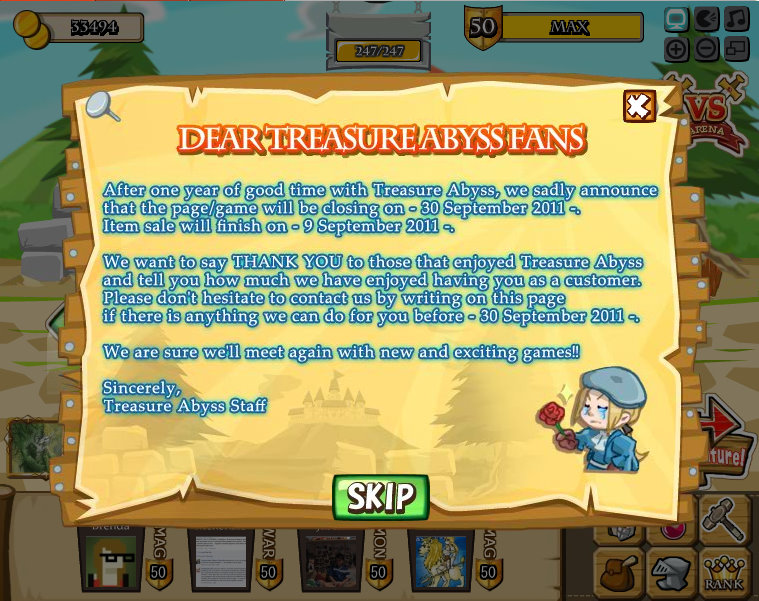 33494
50
MAX
247/247
VS
ARENA
DEAR TREASURE ABYSS FANS
After one year of good time with Treasure Abyss, we sadly announce
that the page/game will be closing on - 30 September 2011 -.
Item sale will finish on - 9 September 2011 -.
We want to say THANK YOU to those that enjoyed Treasure Abyss
and tell you how much we have enjoyed having you as a customer.
Please don't hesitate to contact us by writing on this page
if there is anything we can do for you before - 30 September 2011 -.
We are sure we'll meet again with new and exciting games!!
Sincerely,
Treasure Abyss Staff
SKIP
Brenda
MAG
50
WAR
50
MON
50
MAG
50
RANK